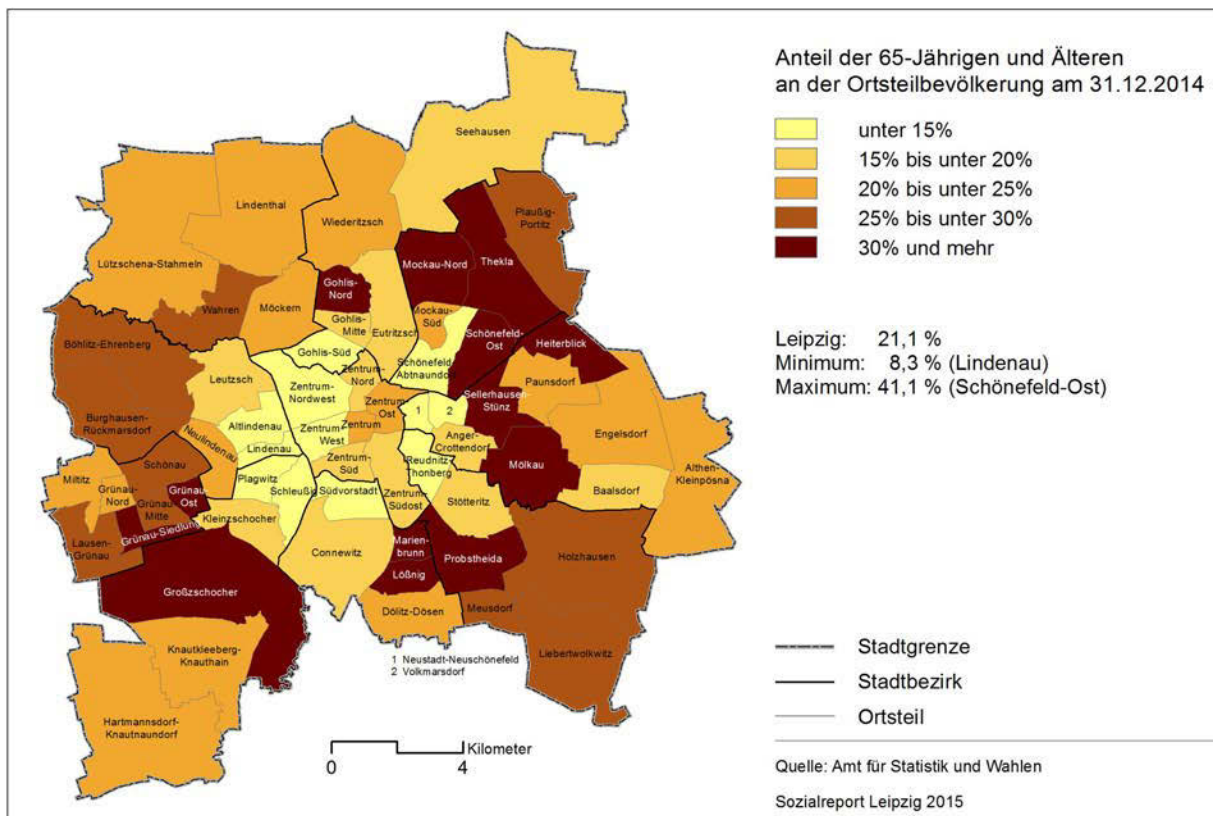 Anteil der 65-Jährigen und Älteren
an der Ortsteilbevölkerung am 31.12.2014
unter 15%
15% bis unter 20%
20% bis unter 25%
25% bis unter 30%
30% und mehr
Leipzig: 21,1 %
Minimum: 8,3 % (Lindenau)
Maximum: 41,1 % (Schönefeld-Ost)
Seehausen
Lindenthal
Wiederitzsch
Plaußig-
Portitz
Lützschena-Stahmeln
Mockau-Nord
Thekla
Gohlis-
Nord
Wahren
Möckern
Mockau-
Süd
Gohlis-
Mitte
Eutritzsch
Schönefeld-
Ost
Heiterblick
Böhlitz-Ehrenberg
Gohlis-Süd
Schönefeld-
Abtnaundorf
Paunsdorf
Leutzsch
Zentrum-
Nord
Zentrum-
Nordwest
Sellerhausen-
Stünz
Zentrum-
Ost
1
2
Burghausen-
Rückmarsdorf
Altlindenau
Zentrum-
West
Zentrum
Anger-
Crottendorf
Engelsdorf
Neulindenau
Lindenau
Reudnitz-
Thonberg
Mölkau
Althen-
Kleinpösna
Schönau
Zentrum-
Süd
Miltitz
Grünau-
Nord
Grünau-
Ost
Plagwitz
Schleußig
Südvorstadt
Zentrum-
Südost
Stötteritz
Baalsdorf
Grünau-
Mitte
Kleinzschocher
Grünau-Siedlung
Lausen-
Grünau
Connewitz
Marien-
brunn
Probstheida
Holzhausen
Lößnig
Großzschocher
Dölitz-Dösen
Meusdorf
Knautkleeberg-
Knauthain
Liebertwolkwitz
1 Neustadt-Neuschönefeld
2 Volkmarsdorf
Hartmannsdorf-
Knautnaundorf
Kilometer
0 4
Stadtgrenze
Stadtbezirk
Ortsteil
Quelle: Amt für Statistik und Wahlen
Sozialreport Leipzig 2015